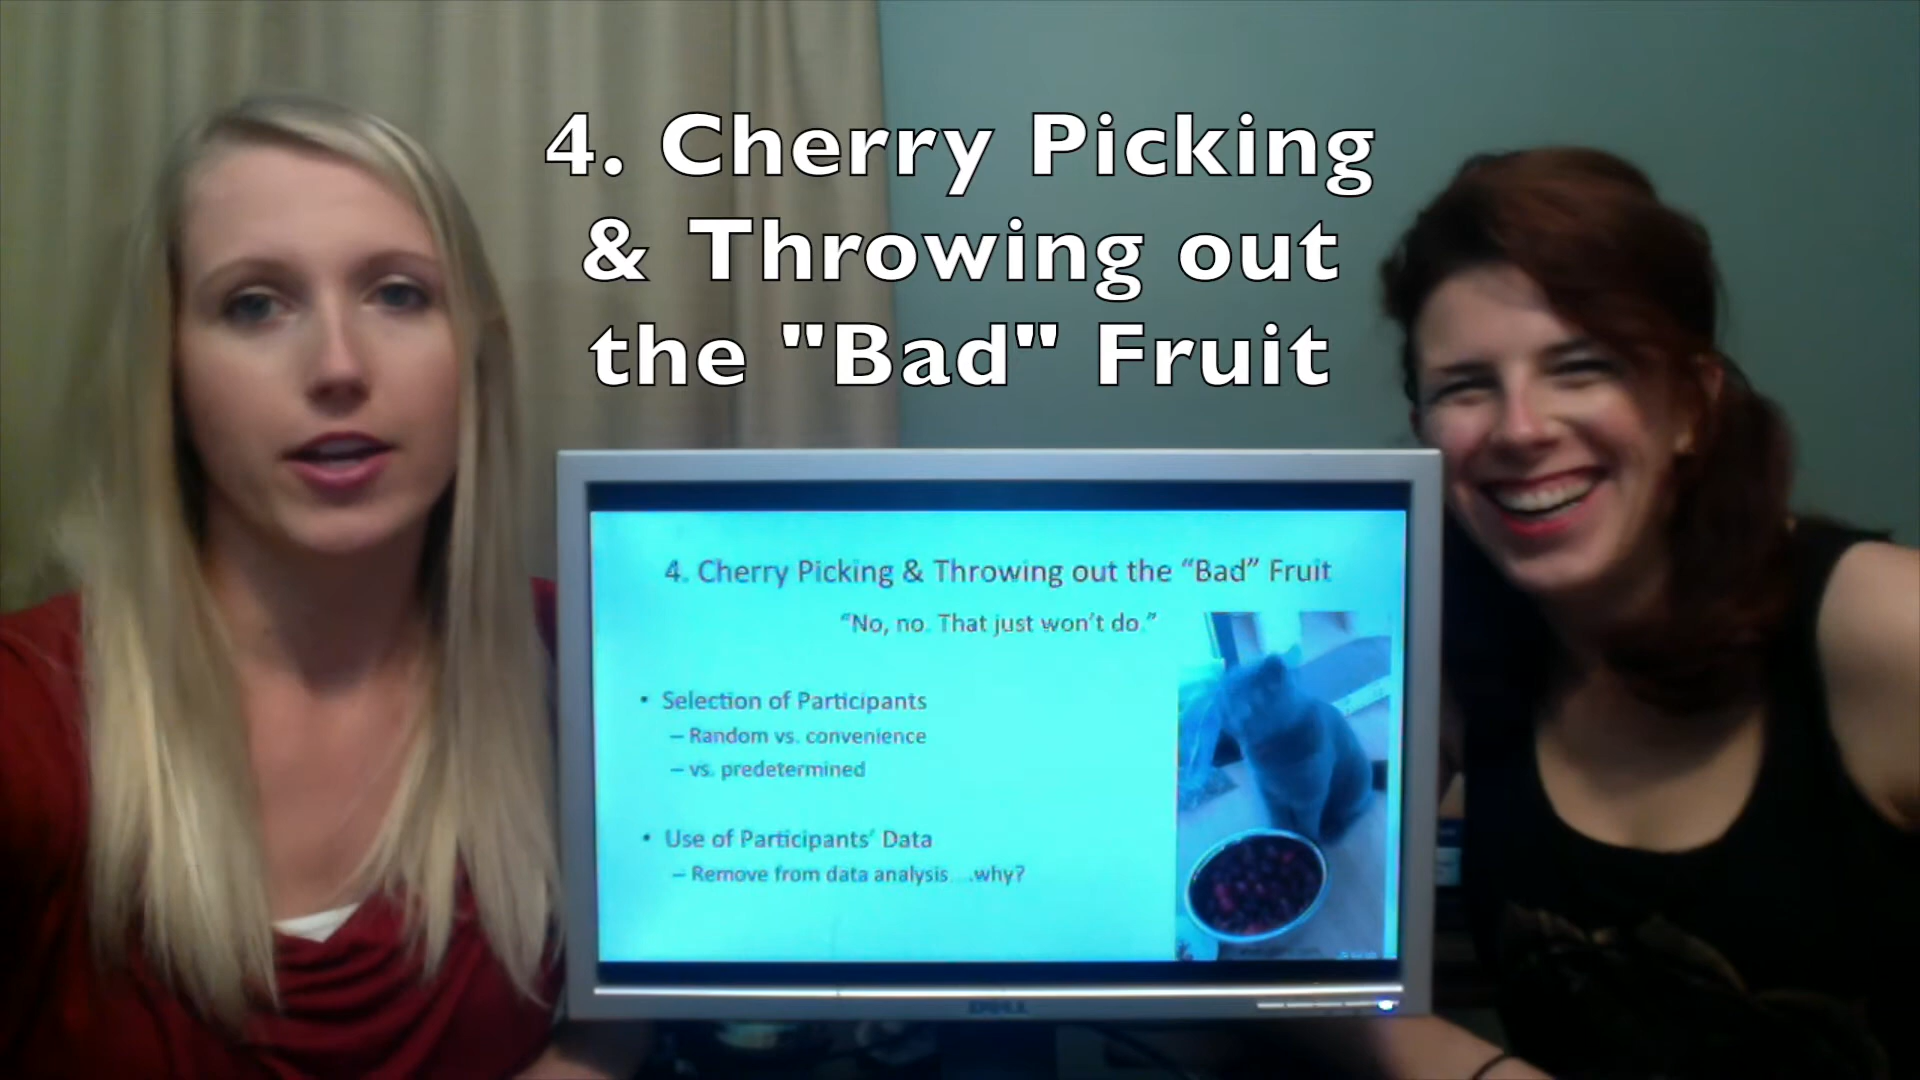 4. Cherry Picking
& Throwing out
the "Bad" Fruit
4. Cherry Picking & Throwing out the “Bad” Fruit
“No, no. That just won’t do.”
• Selection of Participants
– Random vs. convenience
– vs. predetermined
• Use of Participants’ Data
– Remove from data analysis....why?
DELL